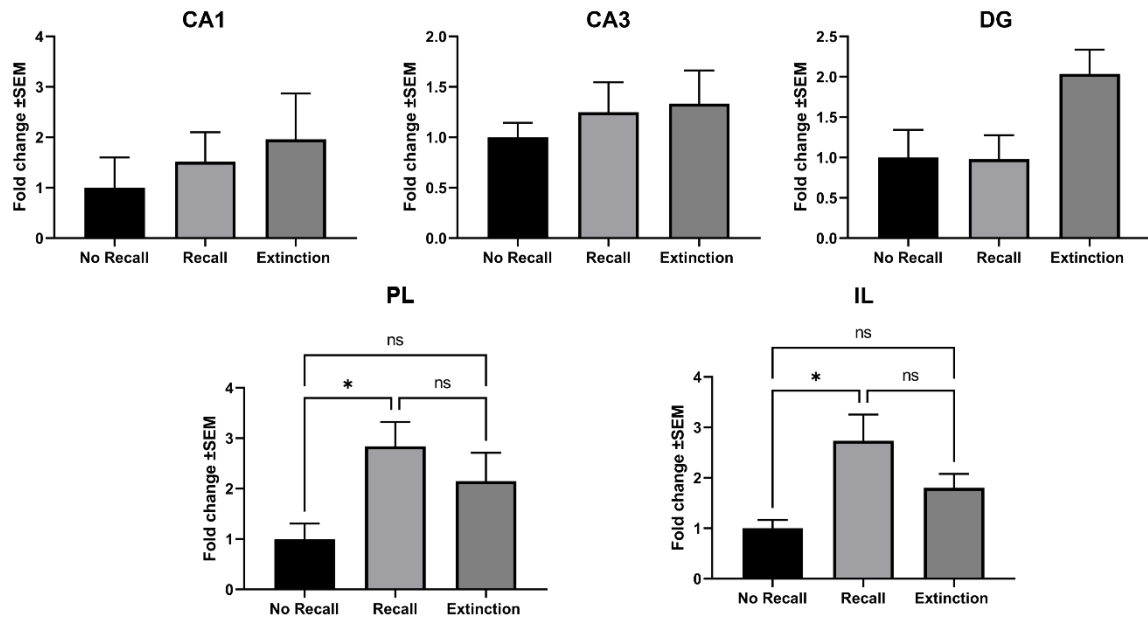 CA1
Fold change ±SEM
4
3
2
1
0
No Recall Recall Extinction
CA3
Fold change ±SEM
2.0
1.5
1.0
0.5
0.0
No Recall Recall Extinction
DG
Fold change ±SEM
2.5
2.0
1.5
1.0
0.5
0.0
No Recall Recall Extinction
PL
ns
* ns
Fold change ±SEM
4
3
2
1
0
No Recall Recall Extinction
IL
ns
* ns
Fold change ±SEM
4
3
2
1
0
No Recall Recall Extinction